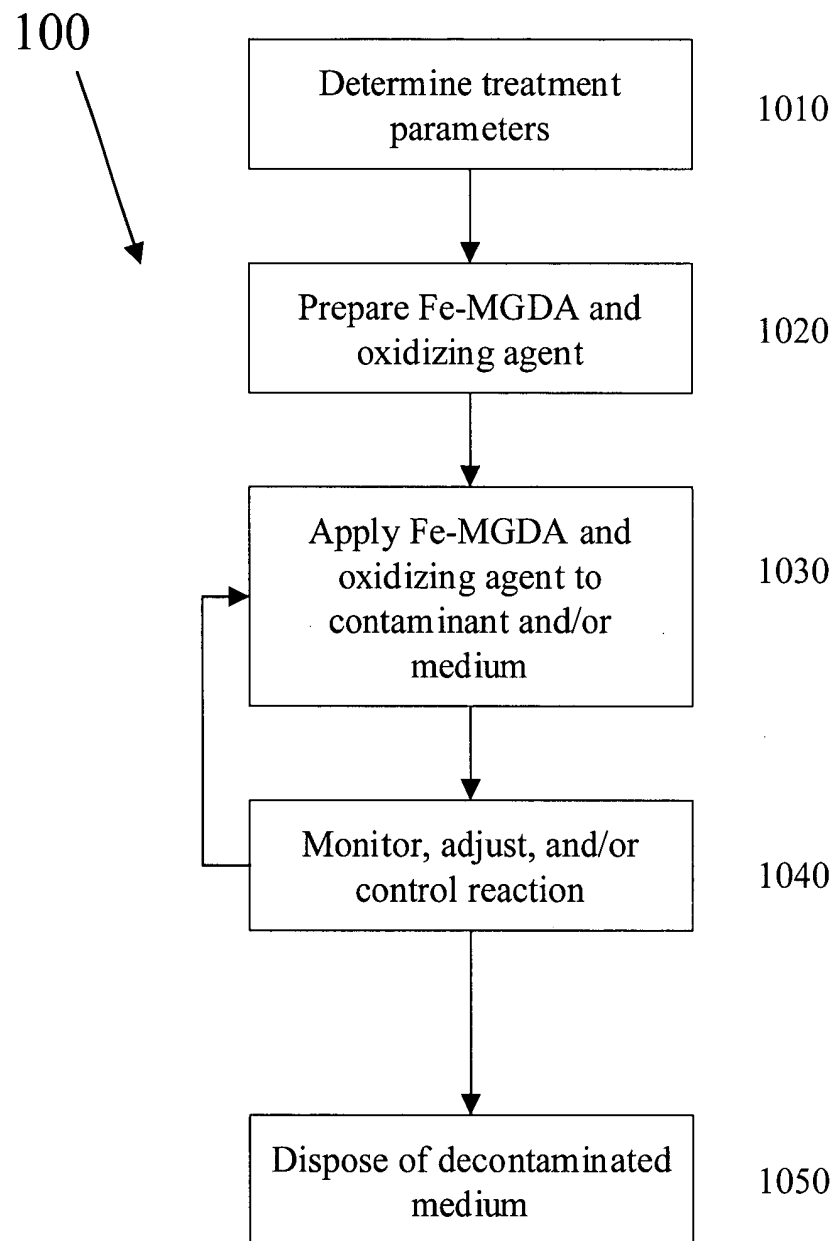 100
Determine treatment
parameters
1010
Prepare Fe-MGDA and
oxidizing agent
1020
Apply Fe-MGDA and
oxidizing agent to
contaminant and/or
medium
1030
Monitor, adjust, and/or
control reaction
1040
Dispose of decontaminated
medium
1050